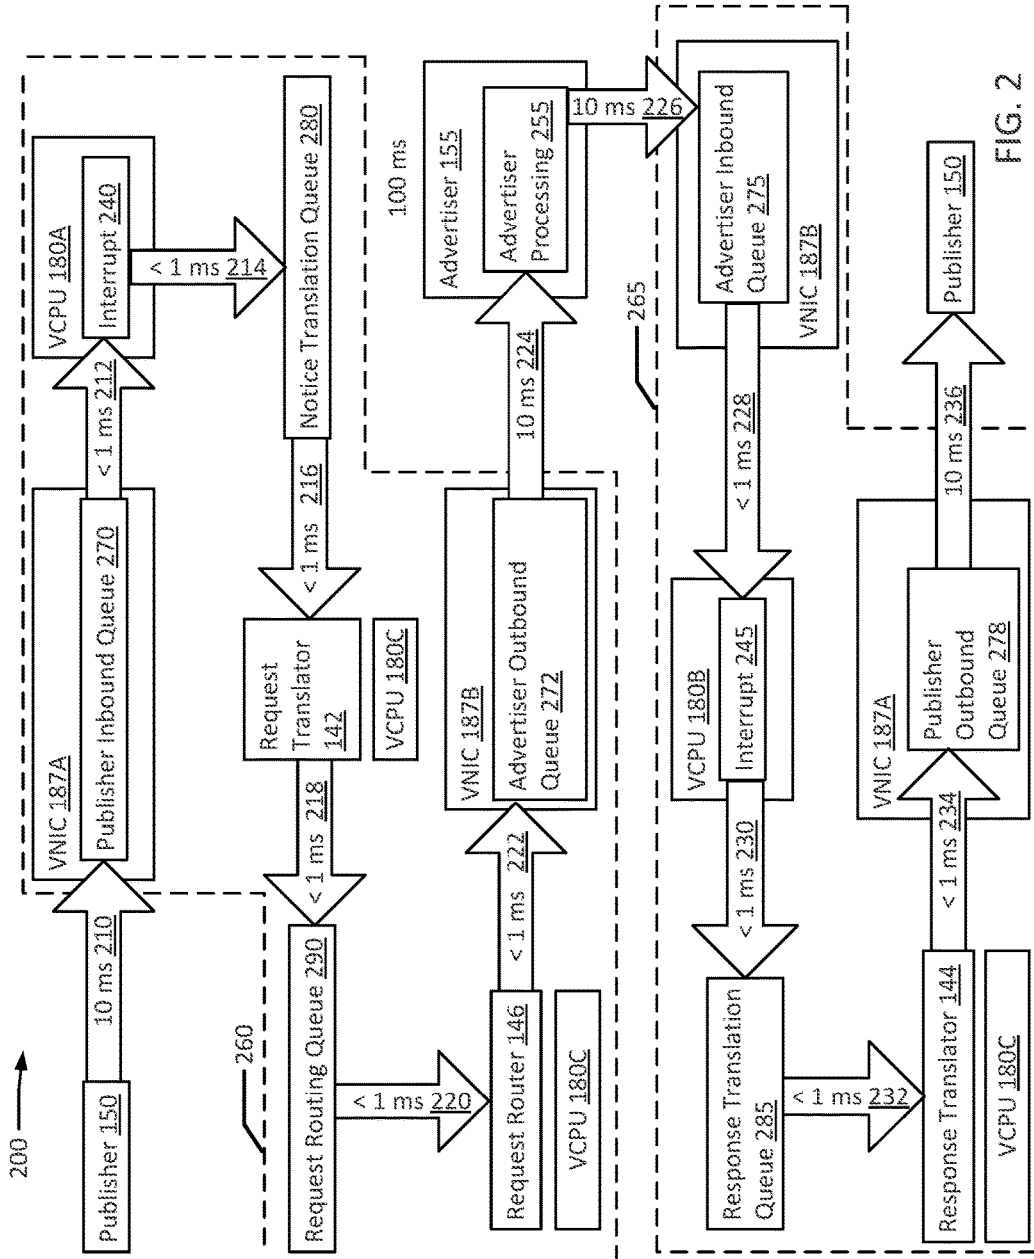 200
Publisher 150
10 ms 210
VNIC 187A
Publisher Inbound Queue 270
< 1 ms 212
VCPU 180A
Interrupt 240
< 1 ms 214
Notice Translation Queue 280
< 1 ms 216
Request
Translator
142
VCPU 180C
< 1 ms 218
260
Request Routing Queue 290
< 1 ms 220
Request Router 146
VCPU 180C
< 1 ms 222
VNIC 187B
Advertiser Outbound
Queue 272
10 ms 224
100 ms
Advertiser 155
Advertiser
Processing 255
10 ms 226
265
Advertiser Inbound
Queue 275
VNIC 187B
< 1 ms 228
VCPU 180B
Interrupt 245
< 1 ms 230
Response Translation
Queue 285
< 1 ms 232
Response Translator 144
VCPU 180C
< 1 ms 234
VNIC 187A
Publisher
Outbound
Queue 278
10 ms 236
Publisher 150
FIG. 2